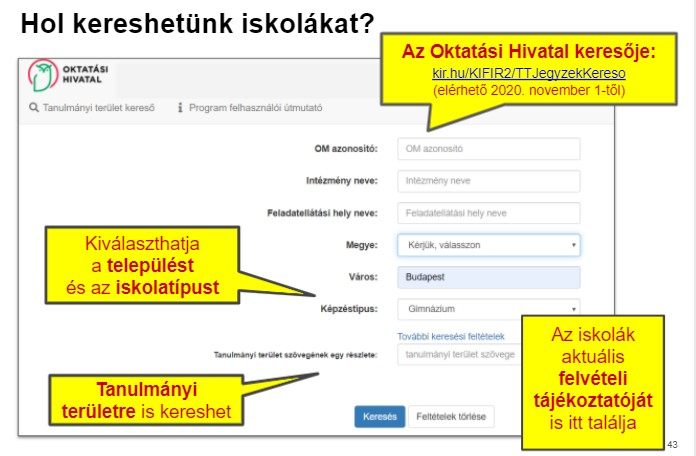 Hol kereshetünk iskolákat?
Az Oktatási Hivatal keresője:
kir.hu/KIFIR2/TTJegyzekKereso
(elérhető 2020. november 1-től)
OKTATÁSI
HIVATAL
Tanulmányi terület kereső
Program felhasználói útmutató
OM azonosító: OM azonosító
Intézmény neve: Intézmény neve
Feladatellátási hely neve: Feladatellátási hely neve
Kiválaszthatja
a települést
és az iskolatípust
Megye: Kérjük, válasszon
Város: Budapest
Képzéstípus: Gimnázium
További keresési feltételek
Tanulmányi terület szövegének egy részlete: tanulmányi terület szövege
Az iskolák
aktuális
felvételi
tájékoztatóját
is itt találja
Tanulmányi
területre is kereshet
Keresés Feltételek törlése
43